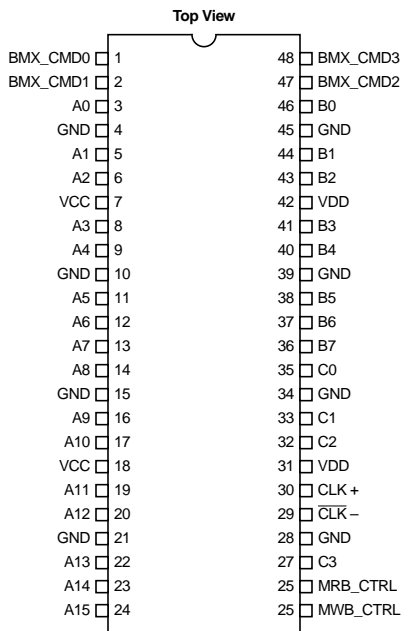 Top View
BMX_CMD0 1 48 BMX_CMD3
BMX_CMD1 2 47 BMX_CMD2
A0 3 46 B0
GND 4 45 GND
A1 5 44 B1
A2 6 43 B2
VCC 7 42 VDD
A3 8 41 B3
A4 9 40 B4
GND 10 39 GND
A5 11 38 B5
A6 12 37 B6
A7 13 36 B7
A8 14 35 C0
GND 15 34 GND
A9 16 33 C1
A10 17 32 C2
VCC 18 31 VDD
A11 19 30 CLK +
A12 20 29 CLK –
GND 21 28 GND
A13 22 27 C3
A14 23 25 MRB_CTRL
A15 24 25 MWB_CTRL